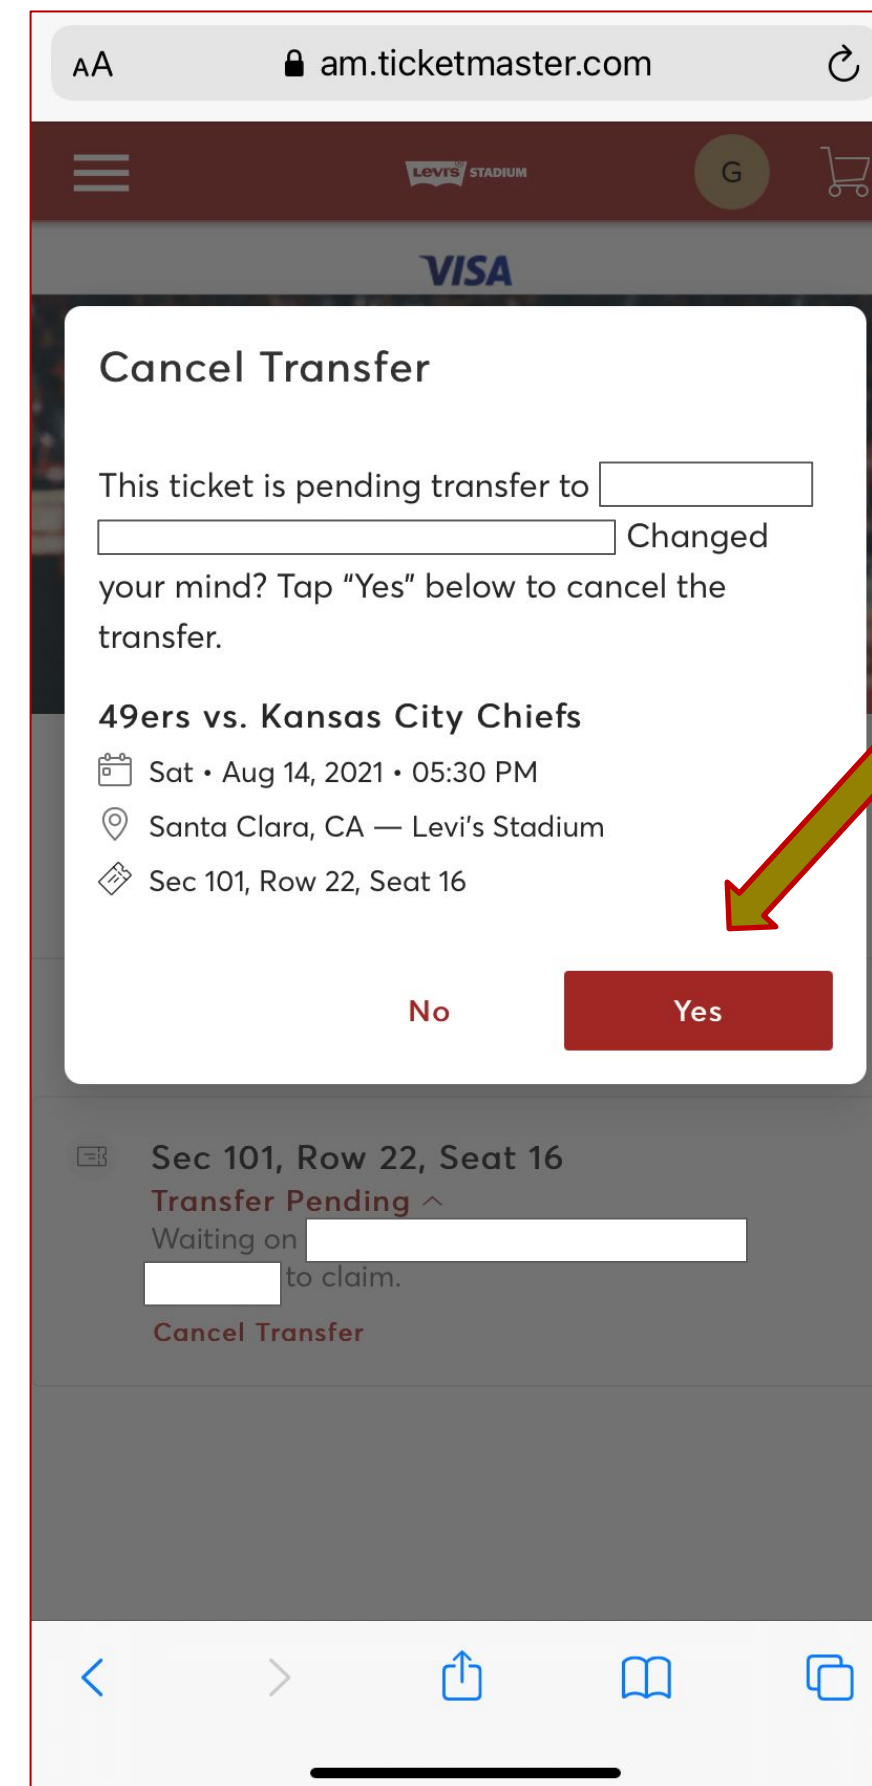 AA
am.ticketmaster.com
LEVI'S STADIUM
G
VISA
Cancel Transfer
This ticket is pending transfer to
Changed
your mind? Tap “Yes” below to cancel the
transfer.
49ers vs. Kansas City Chiefs
Sat • Aug 14, 2021 • 05:30 PM
Santa Clara, CA — Levi's Stadium
Sec 101, Row 22, Seat 16
No
Yes
Sec 101, Row 22, Seat 16
Transfer Pending
Waiting on
to claim.
Cancel Transfer